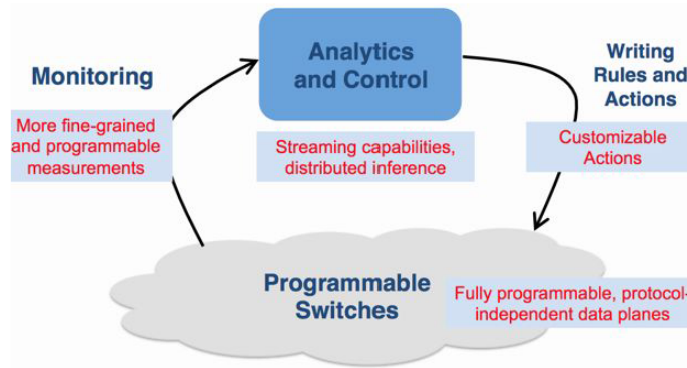 Analytics
and Control
Monitoring
Writing
Rules and
Actions
More fine-grained
and programmable
measurements
Streaming capabilities,
distributed inference
Customizable
Actions
Programmable
Switches
Fully programmable, protocol-
independent data planes